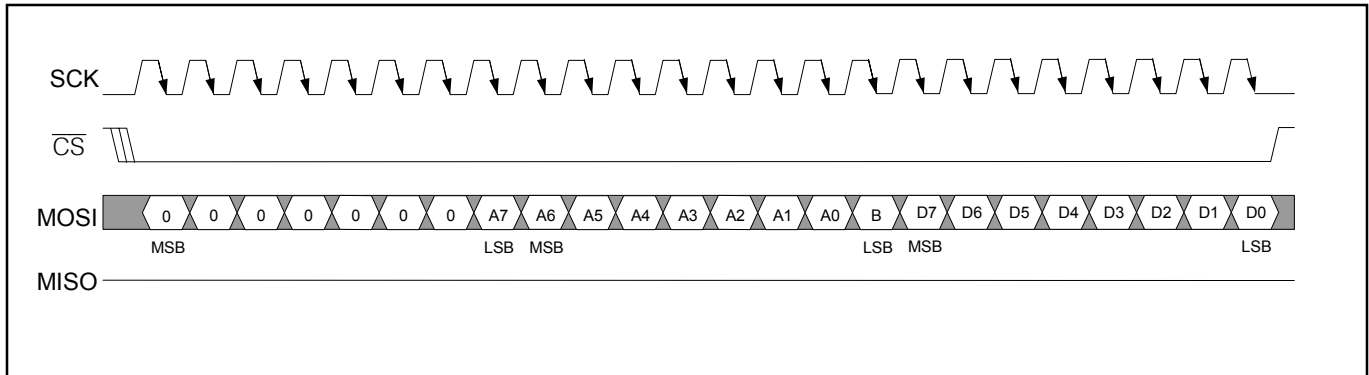 SCK
CS
MOSI 0 0 0 0 0 0 0 A7 A6 A5 A4 A3 A2 A1 A0 B D7 D6 D5 D4 D3 D2 D1 D0
MSB LSB MSB LSB MSB LSB
MISO